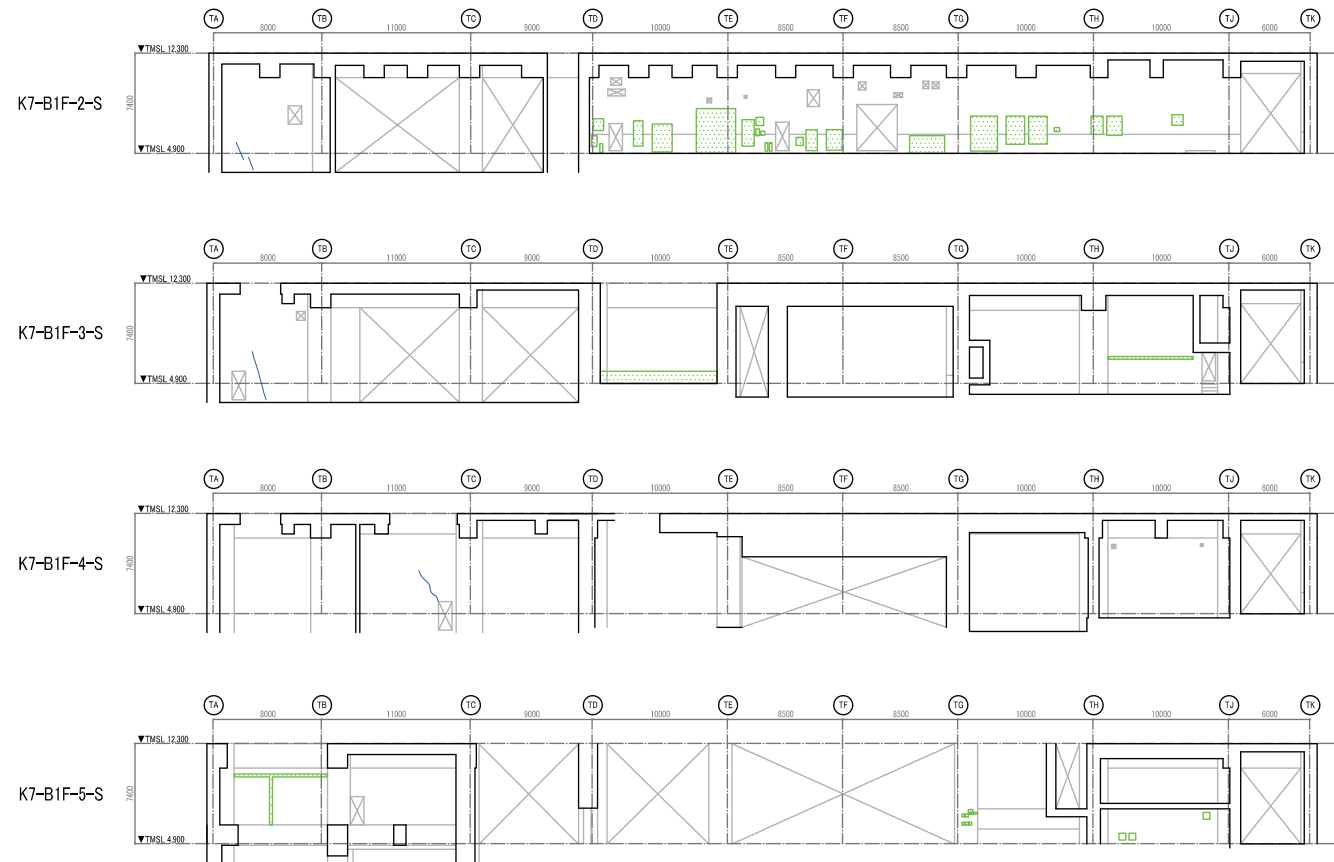 TA TB TC TD TE TF TG TH TJ TK
8000 11000 9000 10000 8500 8500 10000 10000 6000
▼TMSL 12,300
K7-B1F-2-S
7400
▼TMSL 4,900
TA TB TC TD TE TF TG TH TJ TK
8000 11000 9000 10000 8500 8500 10000 10000 6000
▼TMSL 12,300
K7-B1F-3-S
7400
▼TMSL 4,900
TA TB TC TD TE TF TG TH TJ TK
8000 11000 9000 10000 8500 8500 10000 10000 6000
▼TMSL 12,300
K7-B1F-4-S
7400
▼TMSL 4,900
TA TB TC TD TE TF TG TH TJ TK
8000 11000 9000 10000 8500 8500 10000 10000 6000
▼TMSL 12,300
K7-B1F-5-S
7400
▼TMSL 4,900